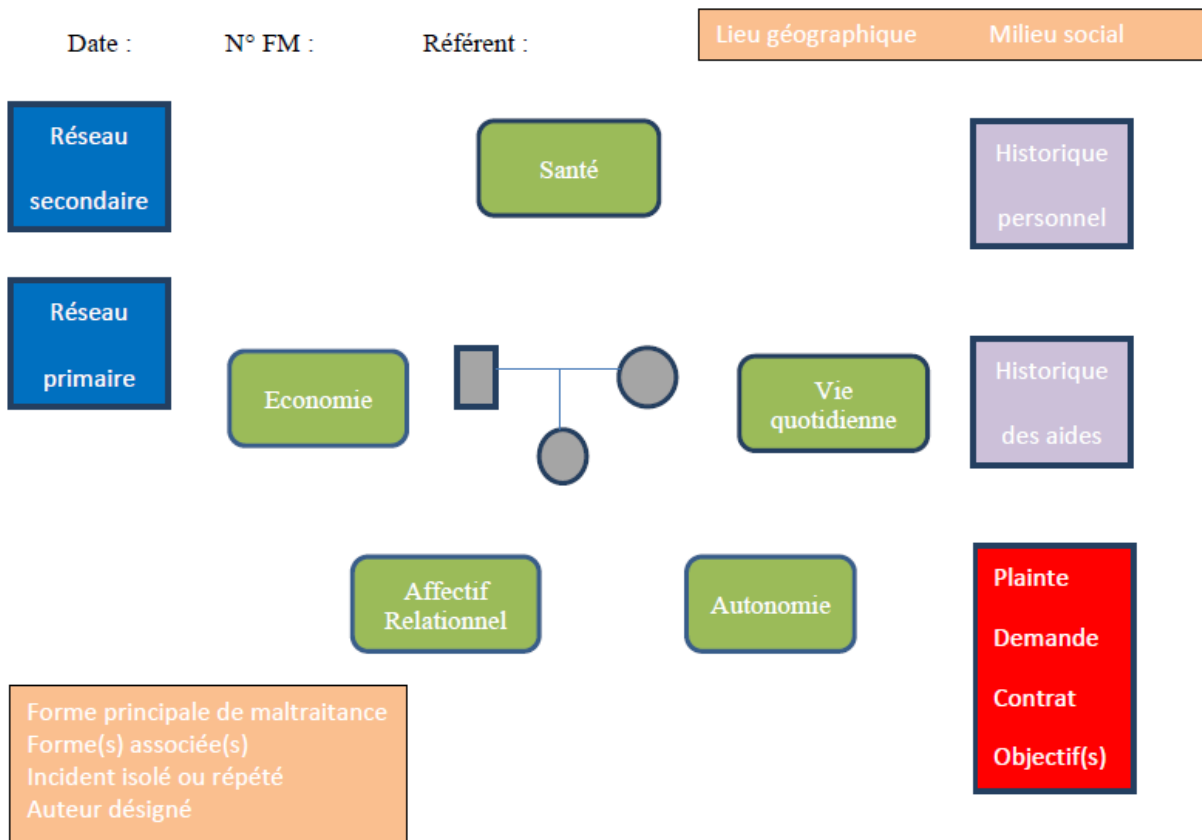 Date :
N° FM :
Référent :
Lieu géographique
Milieu social
Réseau
secondaire
Santé
Historique
personnel
Réseau
primaire
Economie
Vie
quotidienne
Historique
des aides
Affectif
Relationnel
Autonomie
Plainte
Demande
Contrat
Objectif(s)
Forme principale de maltraitance
Forme(s) associée(s)
Incident isolé ou répété
Auteur désigné